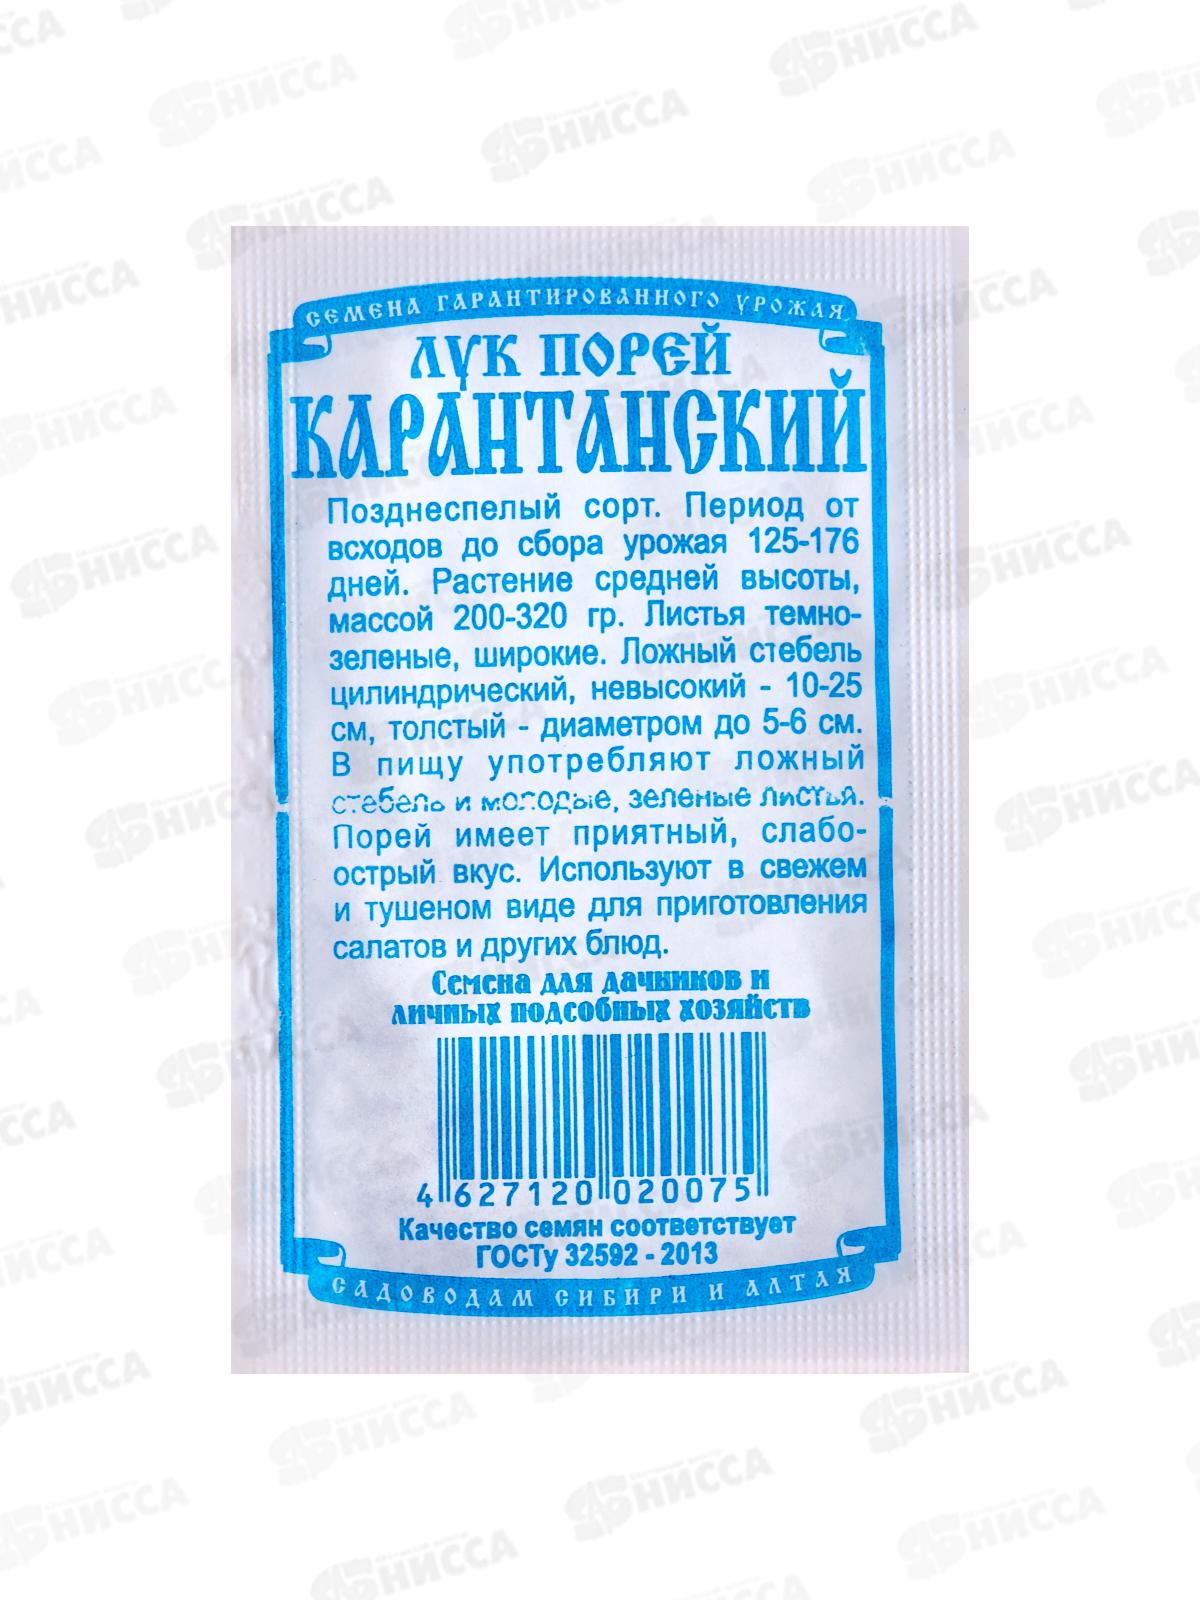 СЕМЕНА ГАРАНТИРОВАННОГО УРОЖАЯ
ЛУК ПОРЕЙ
КАРАНТАНСКИЙ
Позднеспелый сорт. Период от
всходов до сбора урожая 125-176
дней. Растение средней высоты,
массой 200-320 гр. Листья темно-
зеленые, широкие. Ложный стебель
цилиндрический, невысокий - 10-25
см, толстый - диаметром до 5-6 см.
В пищу употребляют ложный
стебель и молодые, зеленые листья.
Порей имеет приятный, слабо-
острый вкус. Используют в свежем
и тушеном виде для приготовления
салатов и других блюд.
Семена для дачников и
личных подсобных хозяйств
4 627120 020075
Качество семян соответствует
ГОСТу 32592 - 2013
САДОВОДАМ СИБИРИ И АЛТАЯ